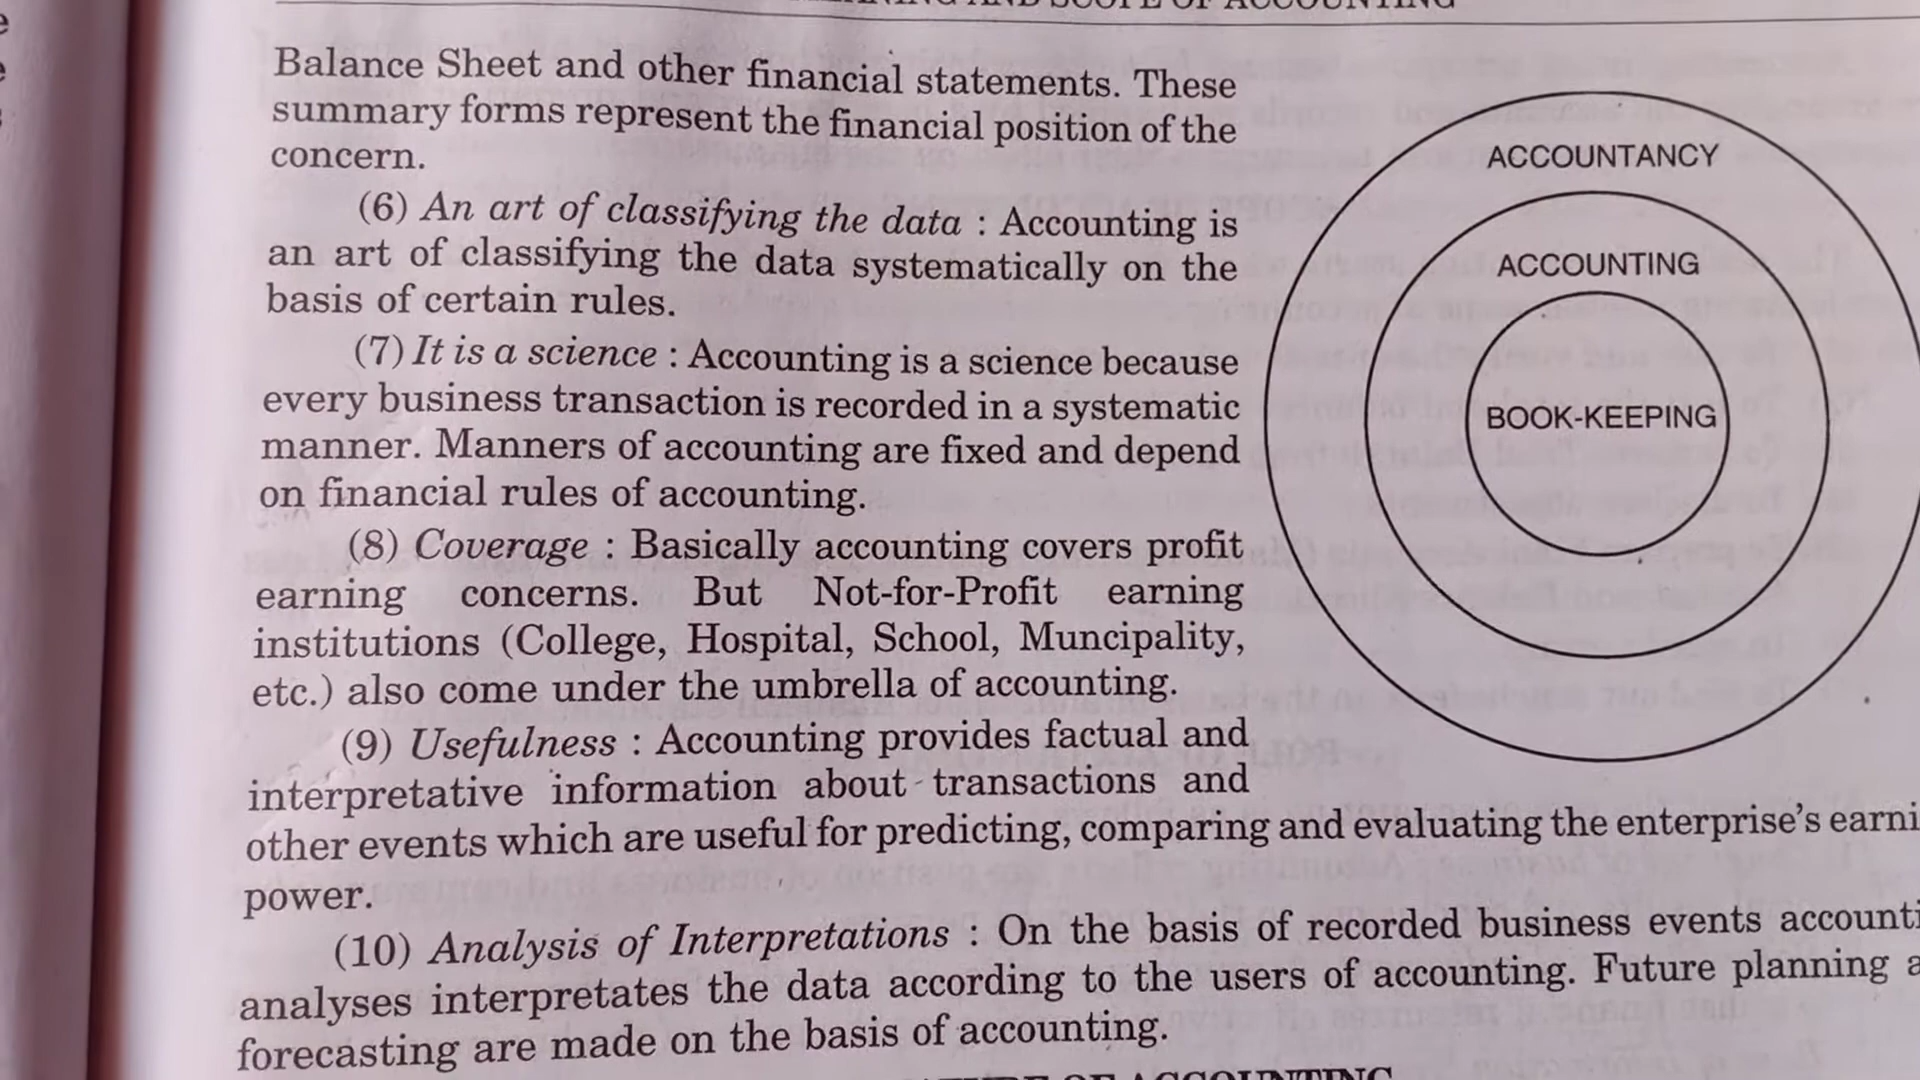 Balance Sheet and other financial statements. These
summary forms represent the financial position of the
concern.
(6) An art of classifying the data : Accounting is
an art of classifying the data systematically on the
basis of certain rules.
(7) It is a science : Accounting is a science because
every business transaction is recorded in a systematic
manner. Manners of accounting are fixed and depend
on financial rules of accounting.
(8) Coverage : Basically accounting covers profit
earning concerns. But Not-for-Profit earning
institutions (College, Hospital, School, Muncipality,
etc.) also come under the umbrella of accounting.
(9) Usefulness : Accounting provides factual and
interpretative information about transactions and
ACCOUNTANCY
ACCOUNTING
BOOK-KEEPING
other events which are useful for predicting, comparing and evaluating the enterprise's earni
power.
(10) Analysis of Interpretations : On the basis of recorded business events accounti
analyses interpretates the data according to the users of accounting. Future planning a
forecasting are made on the basis of accounting.
OF ACCOUNTING